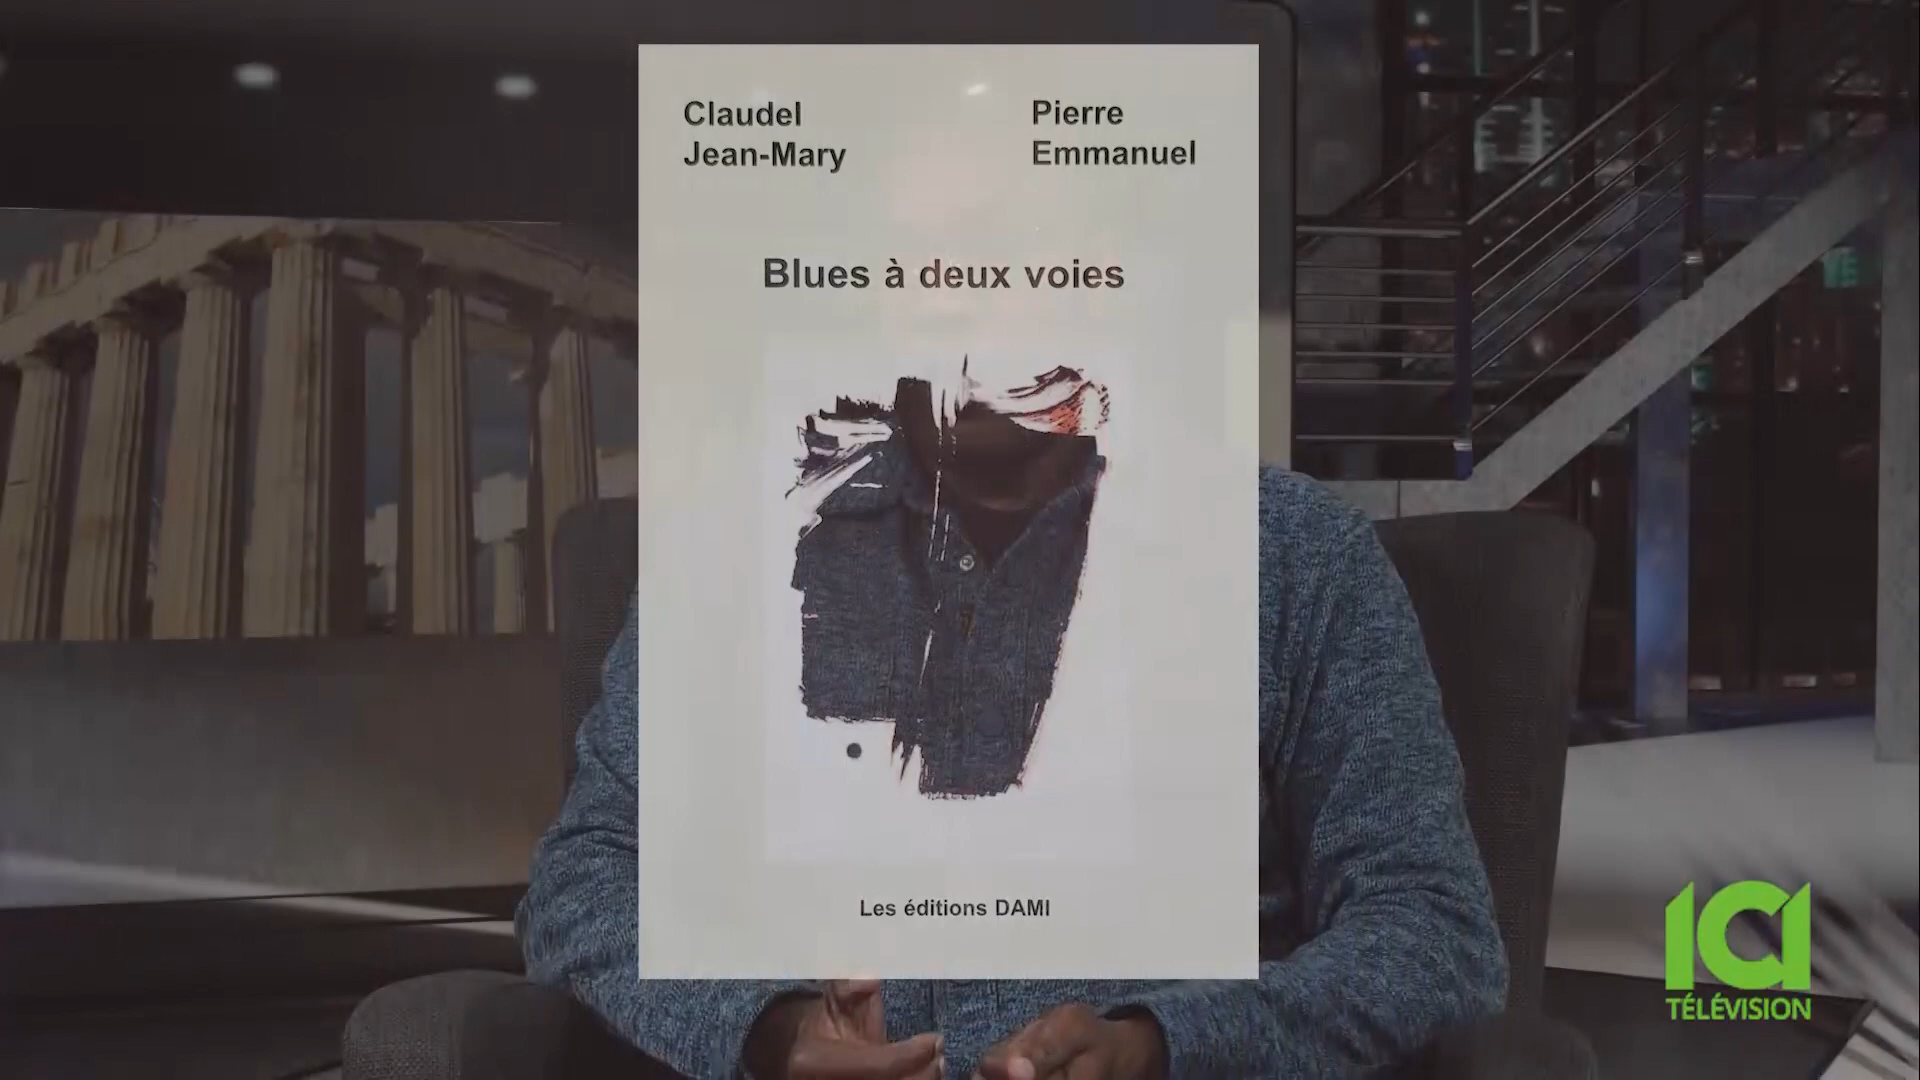 Claudel
Jean-Mary
Pierre
Emmanuel
Blues à deux voies
Les éditions DAMI
ICI
TÉLÉVISION